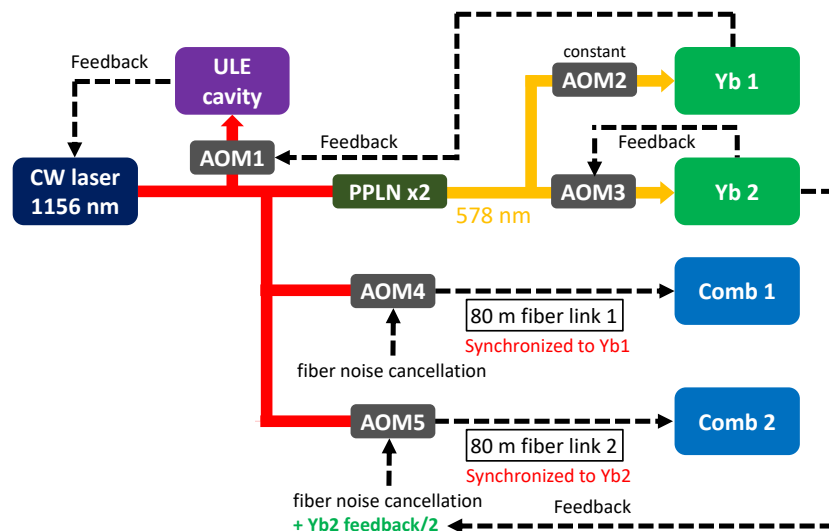 Feedback
ULE
cavity
constant
AOM2
Yb 1
AOM1
Feedback
Feedback
CW laser
1156 nm
PPLN x2
578 nm
AOM3
Yb 2
AOM4
80 m fiber link 1
Synchronized to Yb1
Comb 1
fiber noise cancellation
AOM5
80 m fiber link 2
Synchronized to Yb2
Comb 2
fiber noise cancellation
+ Yb2 feedback/2
Feedback